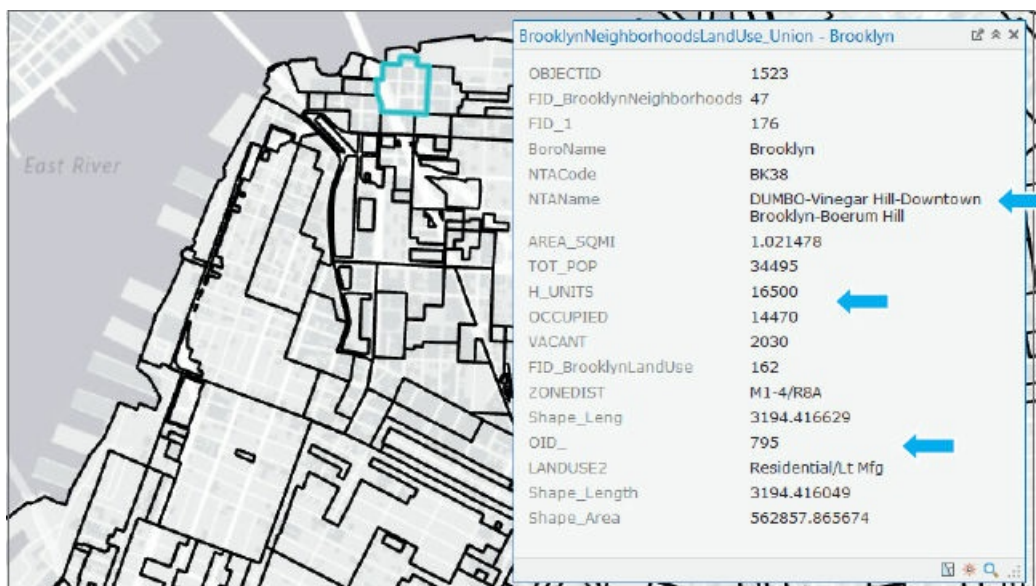 East River
BrooklynNeighborhoodsLandUse_Union - Brooklyn
OBJECTID 1523
FID_BrooklynNeighborhoods 47
FID_1 176
BoroName Brooklyn
NTACode BK38
NTAName DUMBO-Vinegar Hill-Downtown
Brooklyn-Boerum Hill
AREA_SQMI 1.021478
TOT_POP 34495
H_UNITS 16500
OCCUPIED 14470
VACANT 2030
FID_BrooklynLandUse 162
ZONEDIST M1-4/R8A
Shape_Leng 3194.416629
OID_ 795
LANDUSE2 Residential/Lt Mfg
Shape_Length 3194.416049
Shape_Area 562857.865674